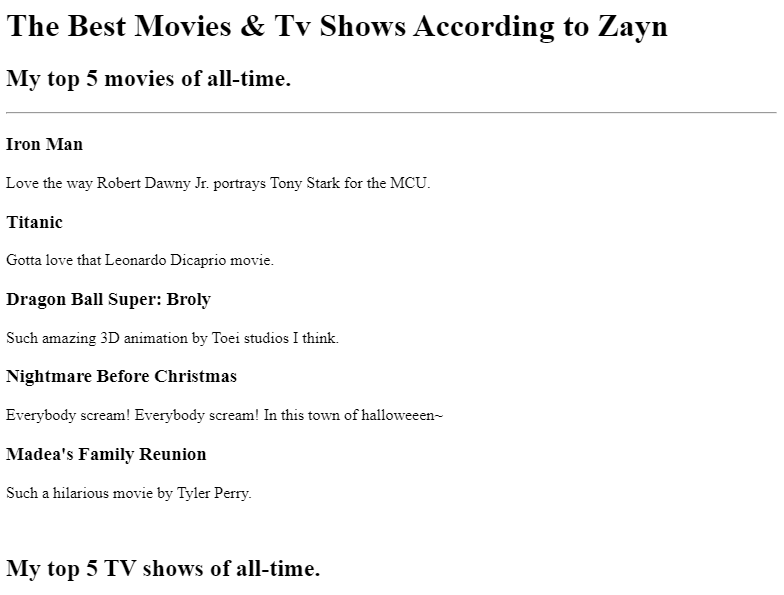 The Best Movies & Tv Shows According to Zayn
My top 5 movies of all-time.
Iron Man
Love the way Robert Dawny Jr. portrays Tony Stark for the MCU.
Titanic
Gotta love that Leonardo Dicaprio movie.
Dragon Ball Super: Broly
Such amazing 3D animation by Toei studios I think.
Nightmare Before Christmas
Everybody scream! Everybody scream! In this town of halloweeen~
Madea's Family Reunion
Such a hilarious movie by Tyler Perry.
My top 5 TV shows of all-time.